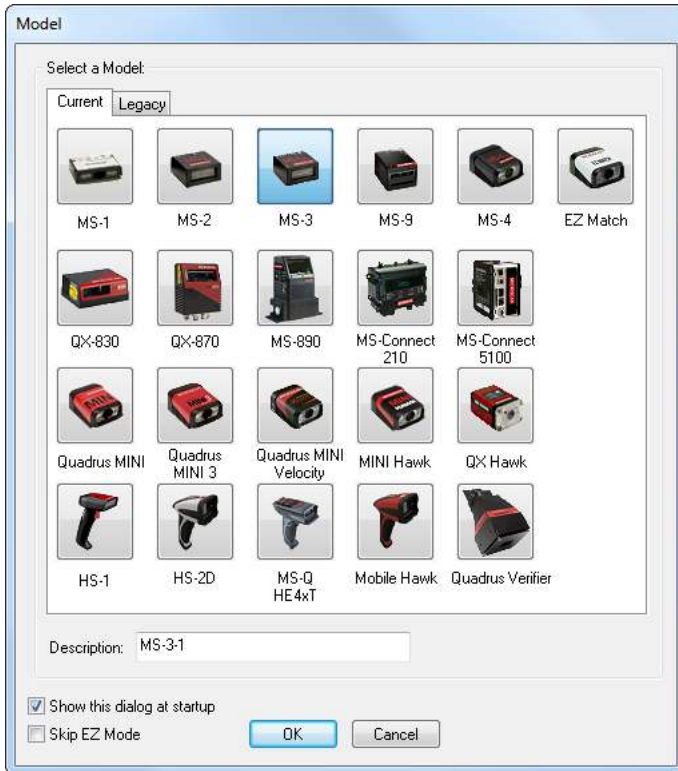 Model
Select a Model:
Current Legacy
MS-1 MS-2 MS-3 MS-9 MS-4 EZ Match
QX-830 QX-870 MS-890 MS-Connect 210 MS-Connect 5100
Quadrus MINI Quadrus MINI 3 Quadrus MINI Velocity MINI Hawk QX Hawk
HS-1 HS-2D MS-Q HE4xT Mobile Hawk Quadrus Verifier
Description: MS-3-1
Show this dialog at startup
Skip EZ Mode OK Cancel